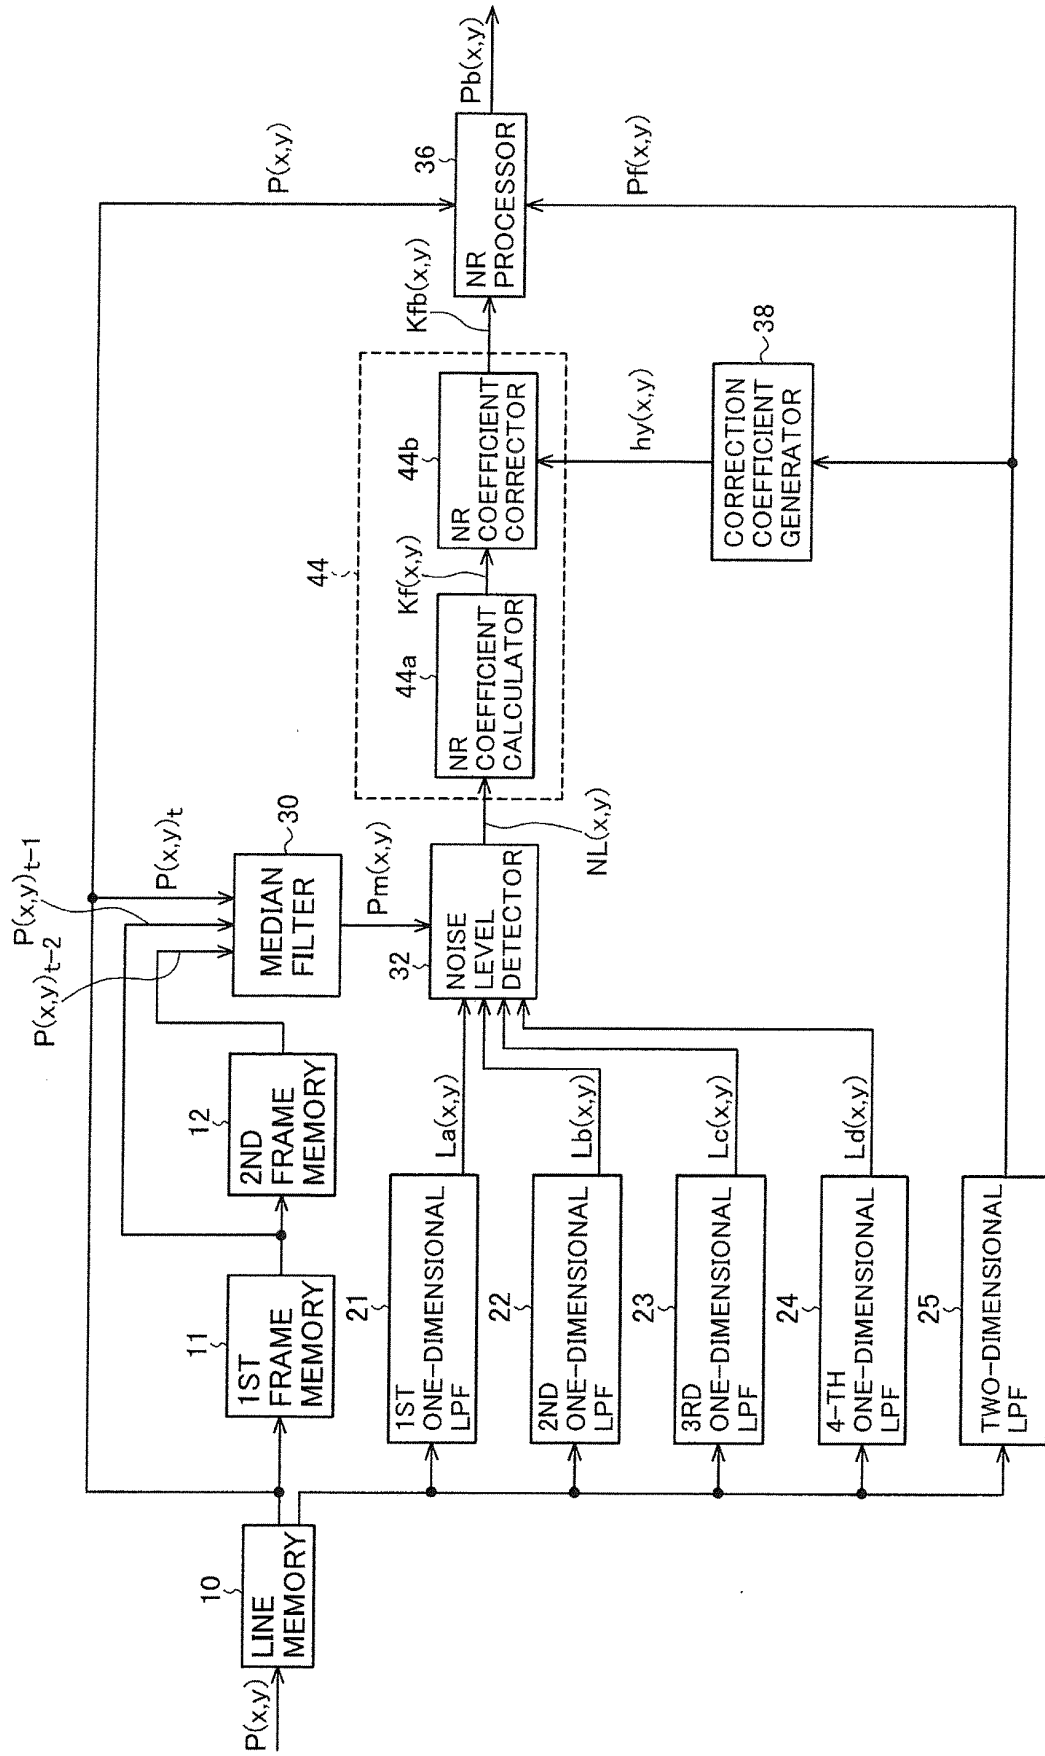 P(x,y)
10
LINE
MEMORY
11
1ST
FRAME
MEMORY
12
2ND
FRAME
MEMORY
P(x,y)t-2
P(x,y)t-1
P(x,y)t
30
MEDIAN
FILTER
Pm(x,y)
21
1ST
ONE-DIMENSIONAL
LPF
La(x,y)
22
2ND
ONE-DIMENSIONAL
LPF
Lb(x,y)
23
3RD
ONE-DIMENSIONAL
LPF
Lc(x,y)
24
4-TH
ONE-DIMENSIONAL
LPF
Ld(x,y)
25
TWO-DIMENSIONAL
LPF
32
NOISE
LEVEL
DETECTOR
NL(x,y)
44
44a
NR
COEFFICIENT
CALCULATOR
Kf(x,y)
44b
NR
COEFFICIENT
CORRECTOR
Kfb(x,y)
hy(x,y)
38
CORRECTION
COEFFICIENT
GENERATOR
P(x,y)
36
NR
PROCESSOR
Pf(x,y)
Pb(x,y)